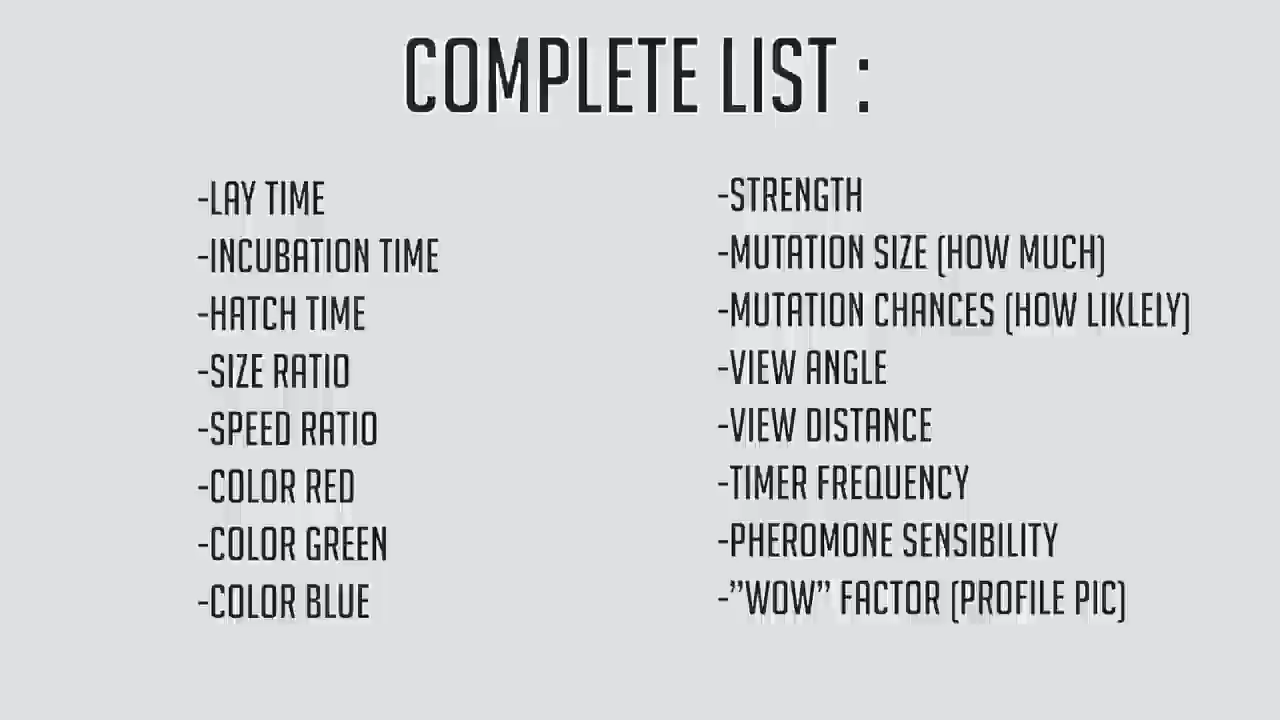 COMPLETE LIST :
-LAY TIME
-INCUBATION TIME
-HATCH TIME
-SIZE RATIO
-SPEED RATIO
-COLOR RED
-COLOR GREEN
-COLOR BLUE
-STRENGTH
-MUTATION SIZE (HOW MUCH)
-MUTATION CHANCES (HOW LIKLELY)
-VIEW ANGLE
-VIEW DISTANCE
-TIMER FREQUENCY
-PHEROMONE SENSIBILITY
-”WOW” FACTOR (PROFILE PIC)